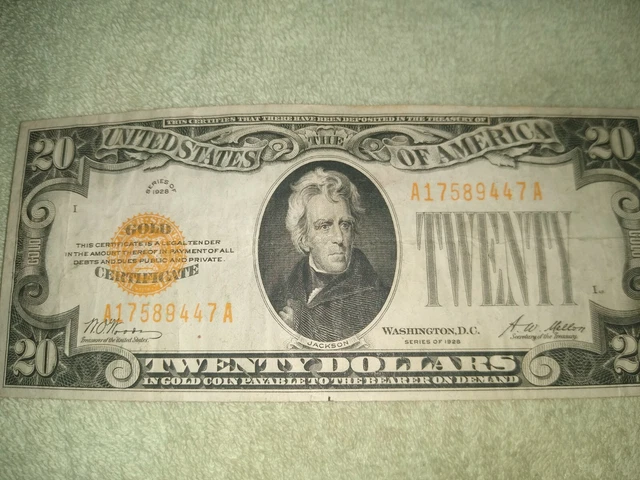 THIS CERTIFIES THAT THERE HAVE BEEN DEPOSITED IN THE TREASURY OF
20 UNITED STATES THE OF AMERICA 20
SERIES OF
1928
A17589447A
I
GOLD
THIS CERTIFICATE IS A LEGAL TENDER
IN THE AMOUNT THEREOF IN PAYMENT OF ALL
DEBTS AND DUES PUBLIC AND PRIVATE.
CERTIFICATE
TWENTY
I
A17589447A
WASHINGTON, D.C.
Treasurer of the United States
JACKSON
SERIES OF 1928
A. W. Mellon
Secretary of the Treasury
20 TWENTY DOLLARS 2
IN GOLD COIN PAYABLE TO THE BEARER ON DEMAND